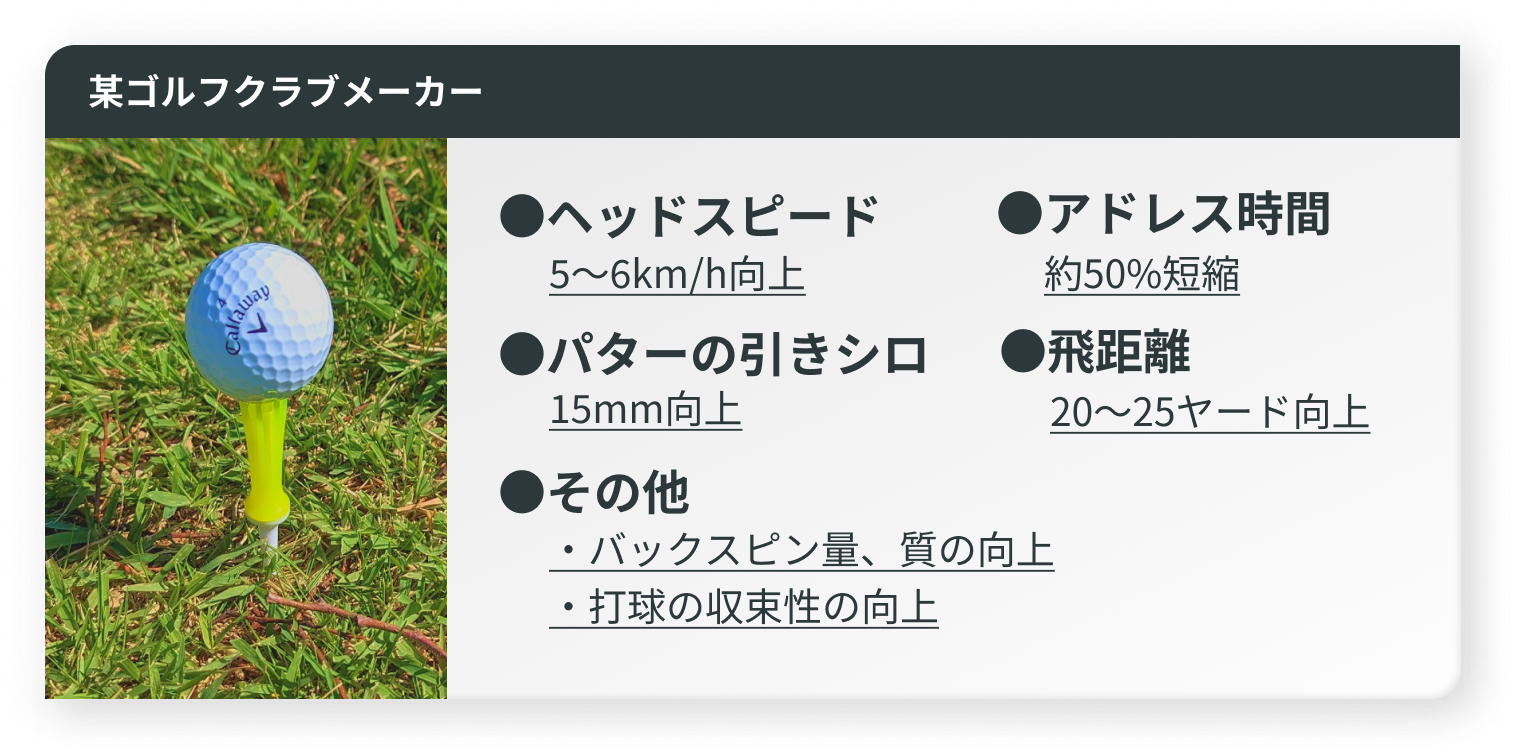 某ゴルフクラブメーカー
●ヘッドスピード
5〜6km/h向上
●アドレス時間
約50%短縮
●パターの引きシロ
15mm向上
●飛距離
20〜25ヤード向上
●その他
・バックスピン量、質の向上
・打球の収束性の向上
4
Callaway